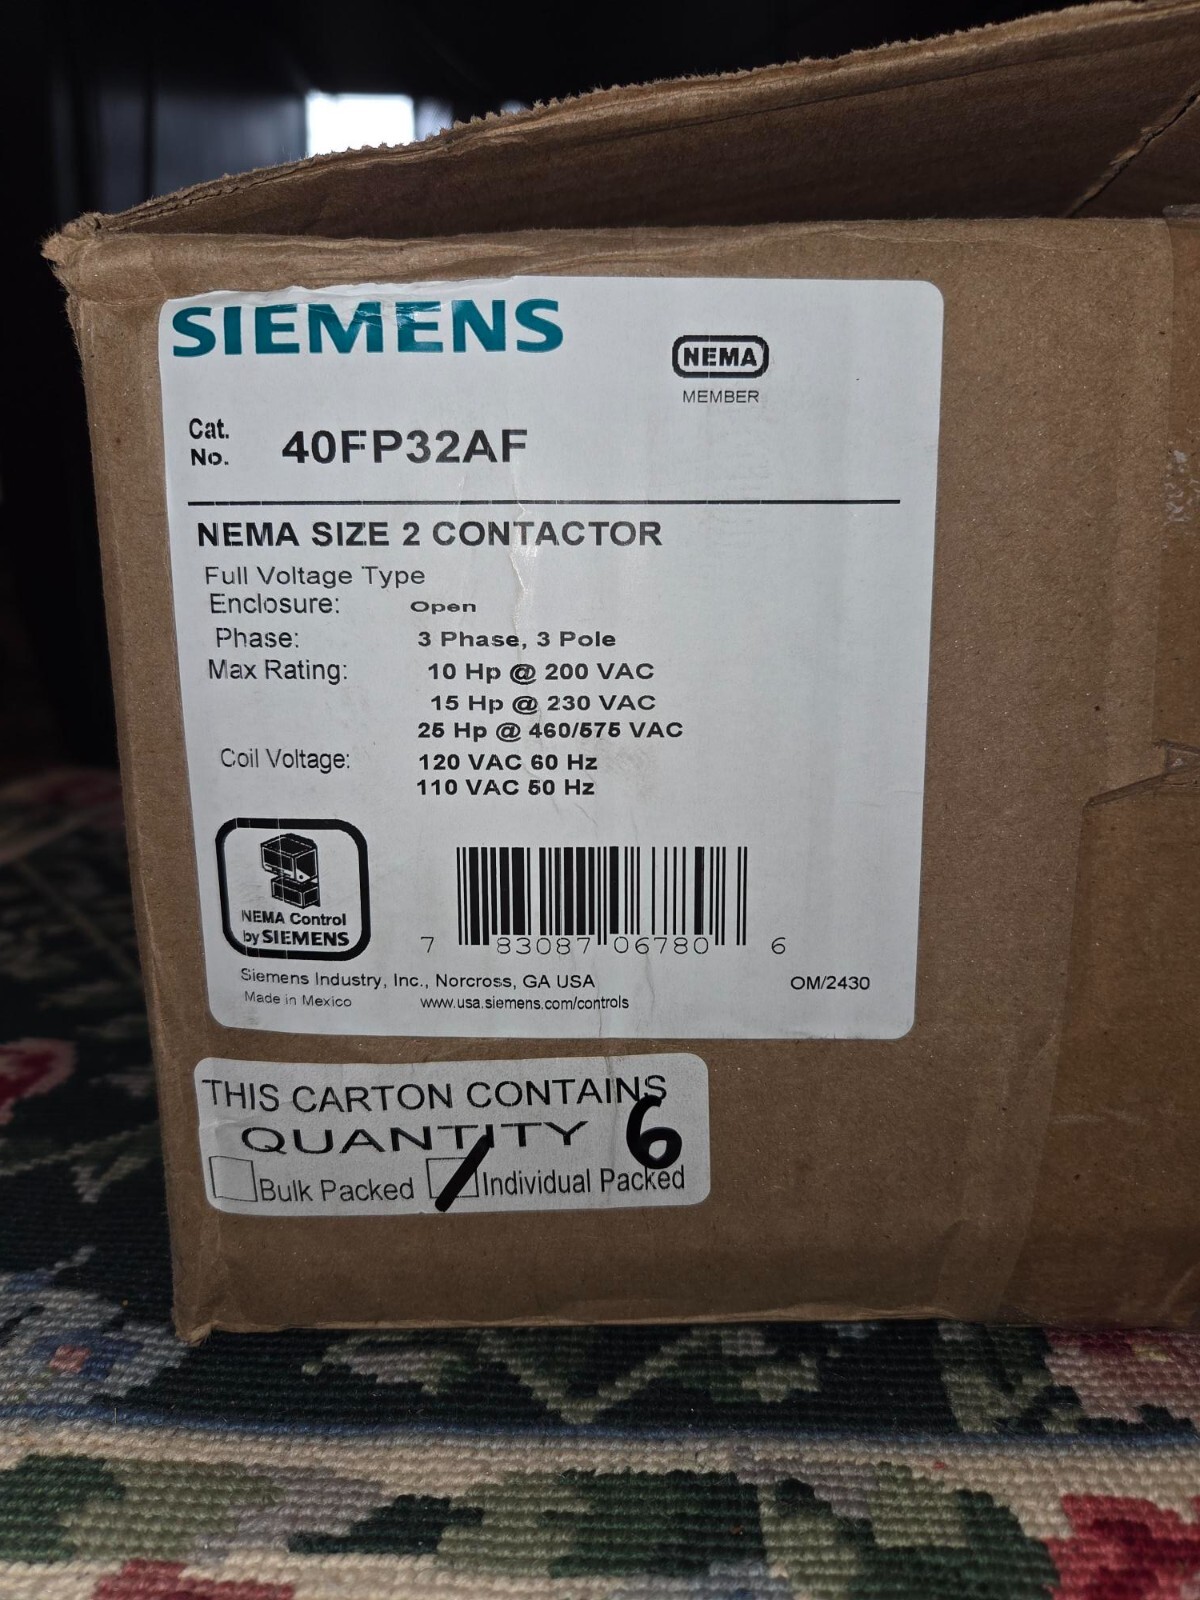 SIEMENS
NEMA
MEMBER
Cat. No. 40FP32AF
NEMA SIZE 2 CONTACTOR
Full Voltage Type
Enclosure: Open
Phase: 3 Phase, 3 Pole
Max Rating: 10 Hp @ 200 VAC
15 Hp @ 230 VAC
25 Hp @ 460/575 VAC
Coil Voltage: 120 VAC 60 Hz
110 VAC 50 Hz
NEMA Control
by SIEMENS
7 83087 06780 6
Siemens Industry, Inc., Norcross, GA USA
OM/2430
Made in Mexico
www.usa.siemens.com/controls
THIS CARTON CONTAINS
QUANTITY 6
Bulk Packed Individual Packed